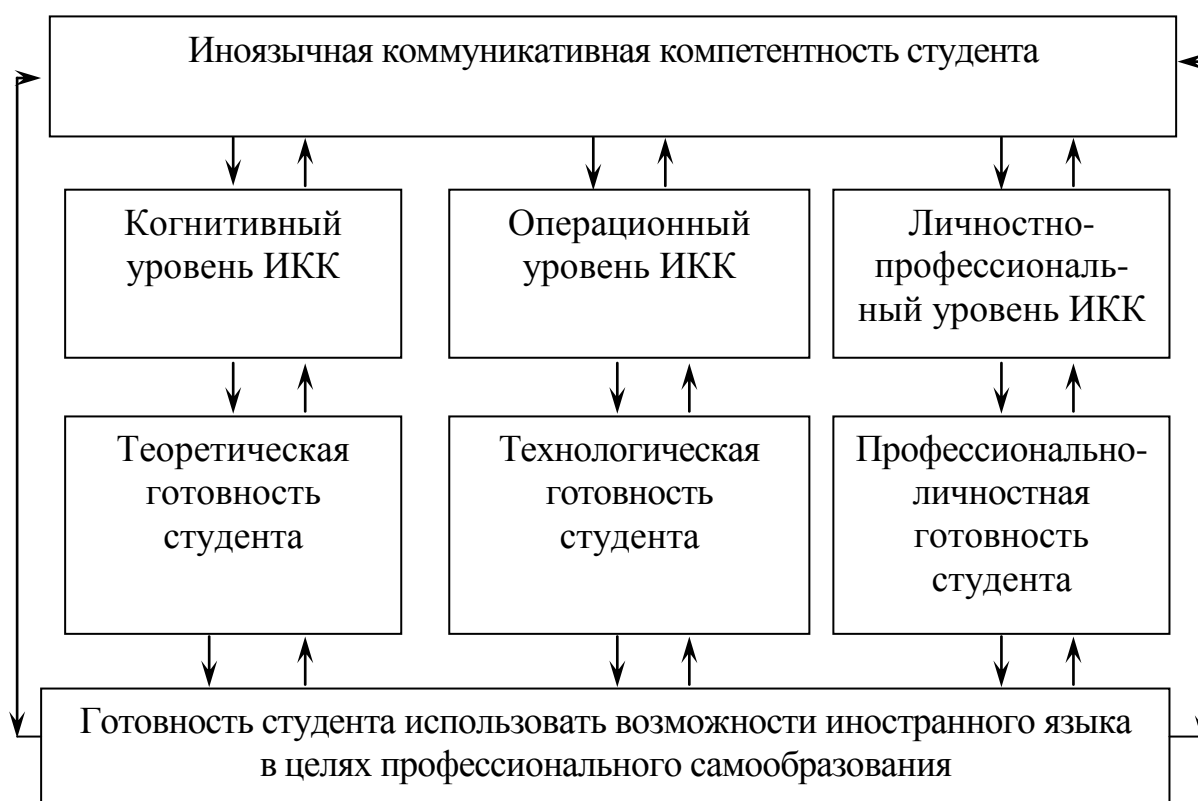 Иноязычная коммуникативная компетентность студента
Когнитивный
уровень ИКК
Операционный
уровень ИКК
Личностно-
профессиональ-
ный уровень ИКК
Теоретическая
готовность
студента
Технологическая
готовность
студента
Профессионально-
личностная
готовность
студента
Готовность студента использовать возможности иностранного языка
в целях профессионального самообразования